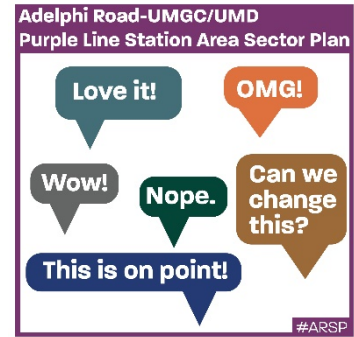 Adelphi Road-UMGC/UMD
Purple Line Station Area Sector Plan
Love it!
OMG!
Wow!
Nope.
Can we
change
this?
This is on point!
#ARSP